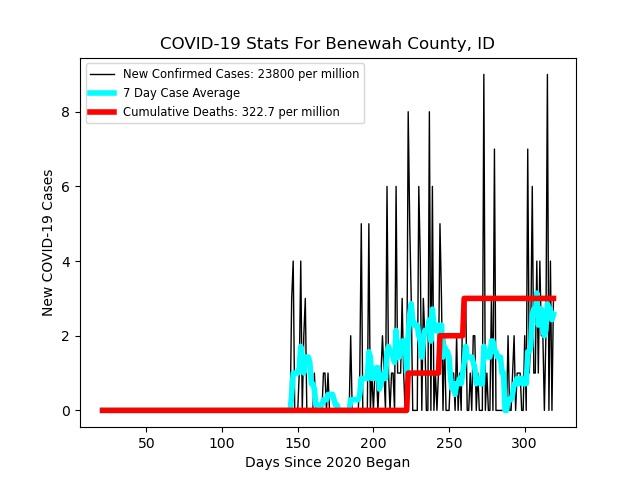 COVID-19 Stats For Benewah County, ID
New Confirmed Cases: 23800 per million
7 Day Case Average
Cumulative Deaths: 322.7 per million
New COVID-19 Cases
8
6
4
2
0
50 100 150 200 250 300
Days Since 2020 Began